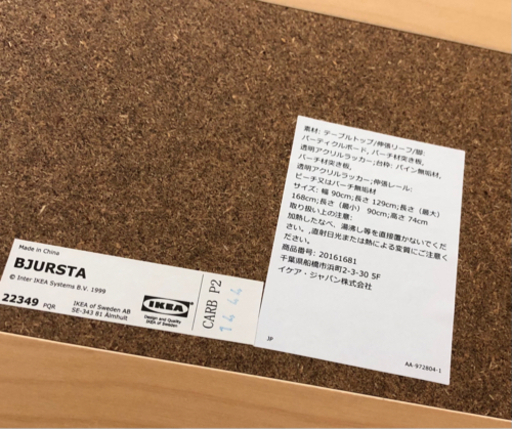 素材: テーブルトップ/伸張リーフ/脚:
パーティクルボード, バーチ材突き板,
透明アクリルラッカー;台枠: パイン無垢材,
バーチ材突き板,
透明アクリルラッカー;伸張レール:
ビーチ又はバーチ無垢材
サイズ: 幅 90cm;長さ 129cm;長さ（最大）
168cm;長さ（最小） 90cm;高さ 74cm
取り扱い上の注意:
加熱したなべ、湯沸し等を直接置かないでくだ
さい。,直射日光または熱による変質にご注意く
ださい。
商品番号: 20161681
千葉県船橋市浜町2-3-30 5F
イケア・ジャパン株式会社
JP
AA-972804-1
Made in China
BJURSTA
© Inter IKEA Systems B.V. 1999
22349 PQR
IKEA of Sweden AB
SE-343 81 Älmhult
IKEA
Design and Quality
IKEA of Sweden
CARB P2
1444